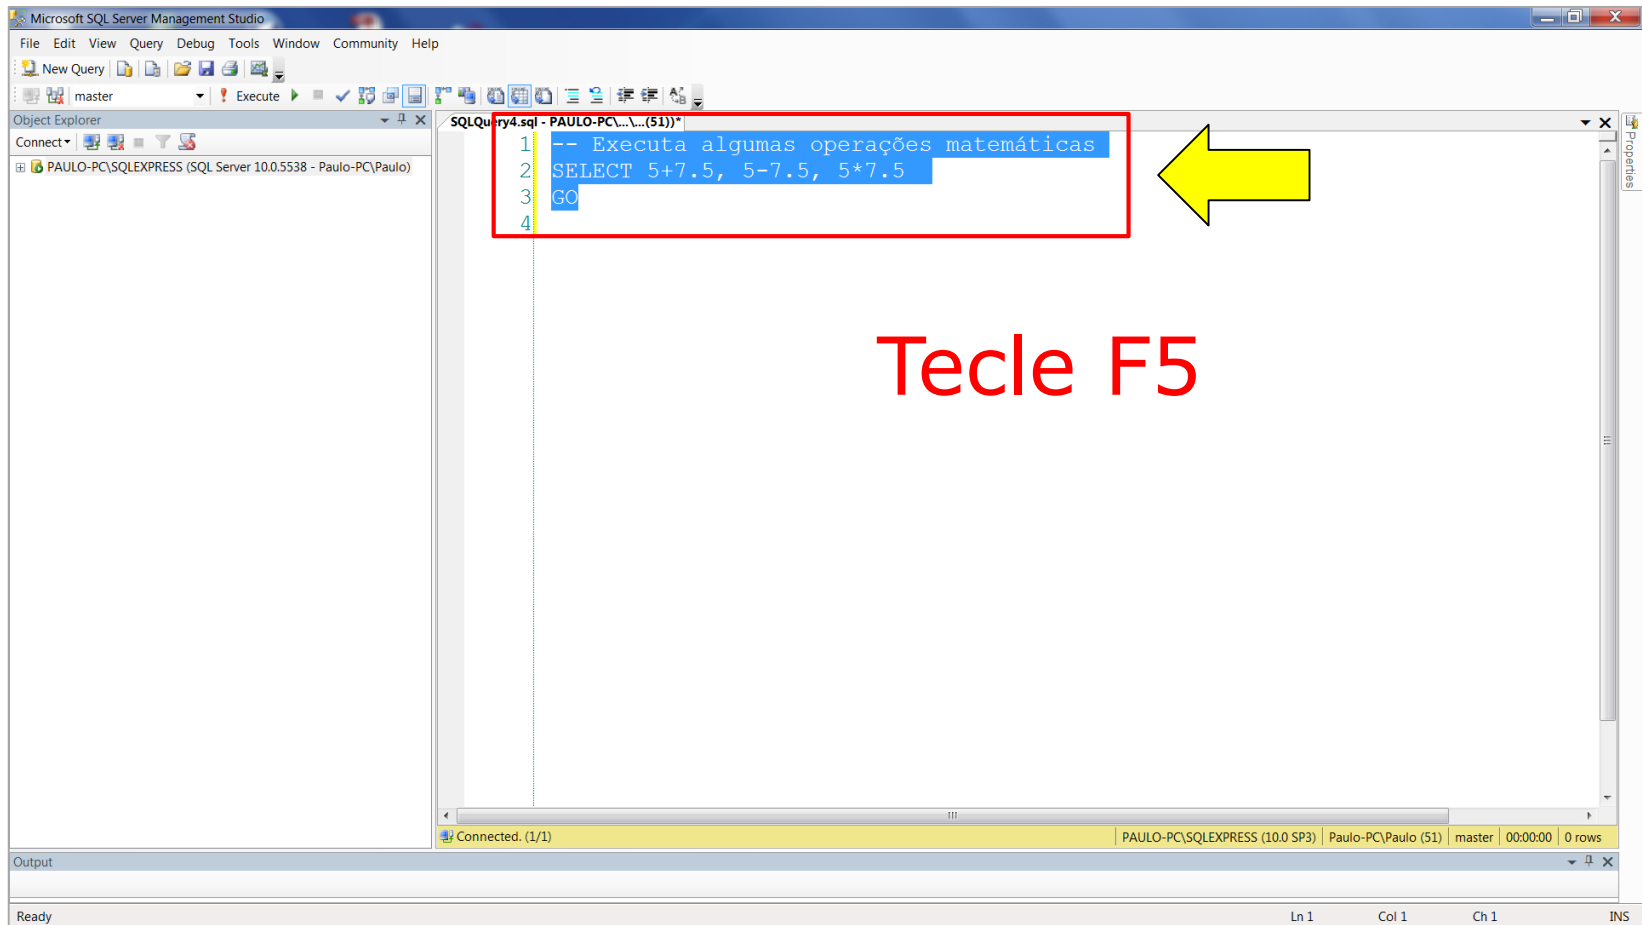 Microsoft SQL Server Management Studio
File Edit View Query Debug Tools Window Community Help
New Query
master Execute
Object Explorer
Connect
PAULO-PC\SQLEXPRESS (SQL Server 10.0.5538 - Paulo-PC\Paulo)
SQLQuery4.sql - PAULO-PC\...\...(51))*
1 -- Executa algumas operações matemáticas
2 SELECT 5+7.5, 5-7.5, 5*7.5
3 GO
4
Tecle F5
Properties
Connected. (1/1) PAULO-PC\SQLEXPRESS (10.0 SP3) Paulo-PC\Paulo (51) master 00:00:00 0 rows
Output
Ready Ln 1 Col 1 Ch 1 INS